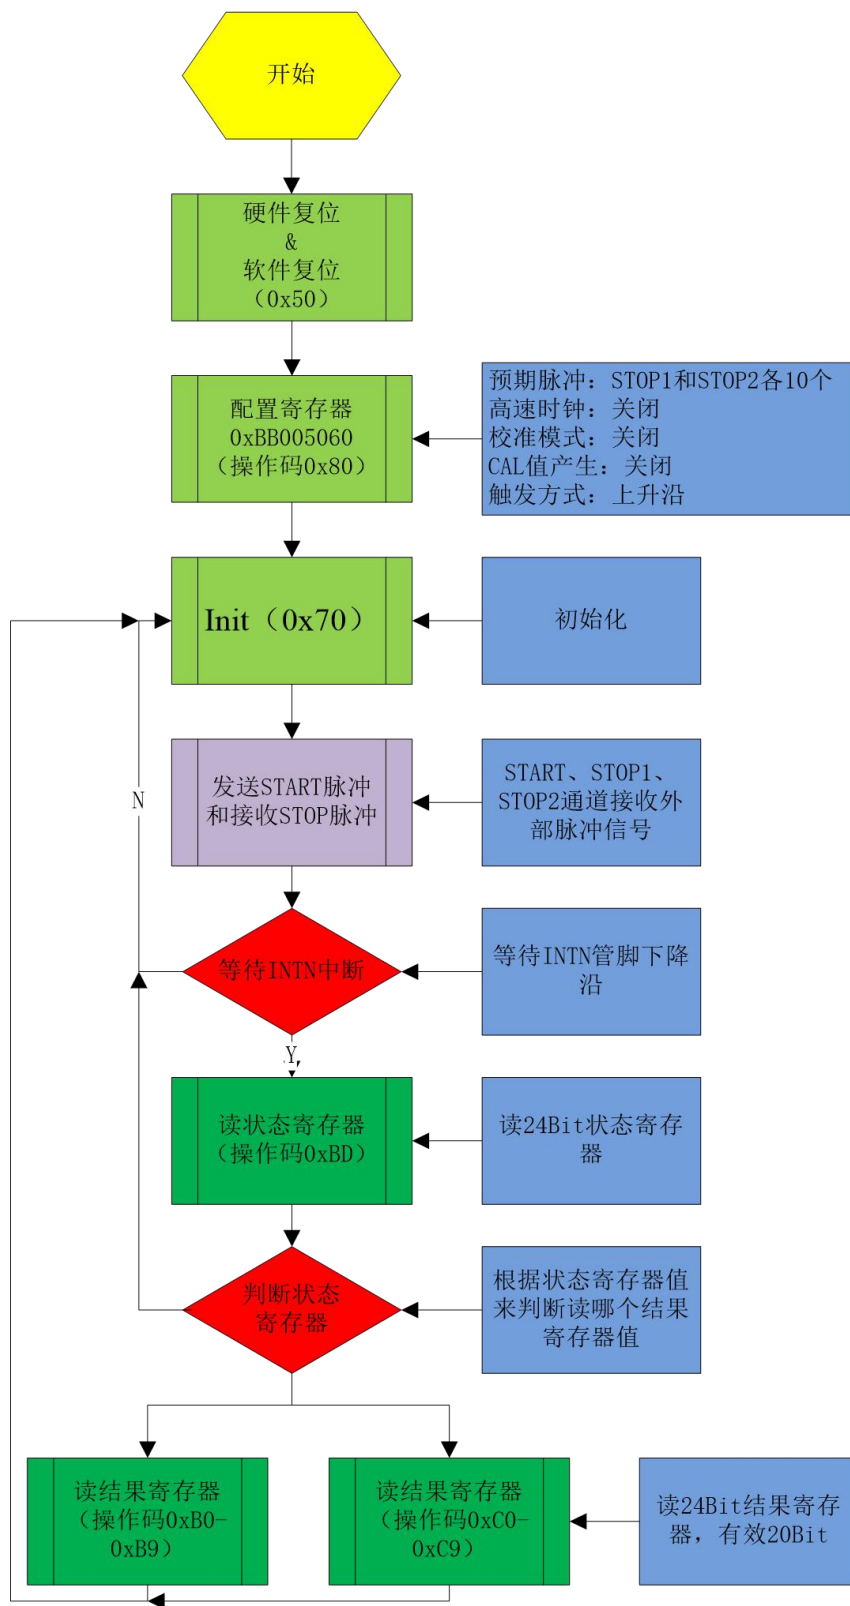 开始
硬件复位
&
软件复位
（0x50）
配置寄存器
0xBB005060
（操作码0x80）
预期脉冲：STOP1和STOP2各10个
高速时钟：关闭
校准模式：关闭
CAL值产生：关闭
触发方式：上升沿
Init（0x70）
初始化
发送START脉冲
和接收STOP脉冲
START、STOP1、
STOP2通道接收外
部脉冲信号
N
等待INTN中断
等待INTN管脚下降
沿
Y,
读状态寄存器
（操作码0xBD）
读24Bit状态寄存
器
判断状态
寄存器
根据状态寄存器值
来判断读哪个结果
寄存器值
读结果寄存器
（操作码0xB0-
0xB9）
读结果寄存器
（操作码0xC0-
0xC9）
读24Bit结果寄存
器，有效20Bit